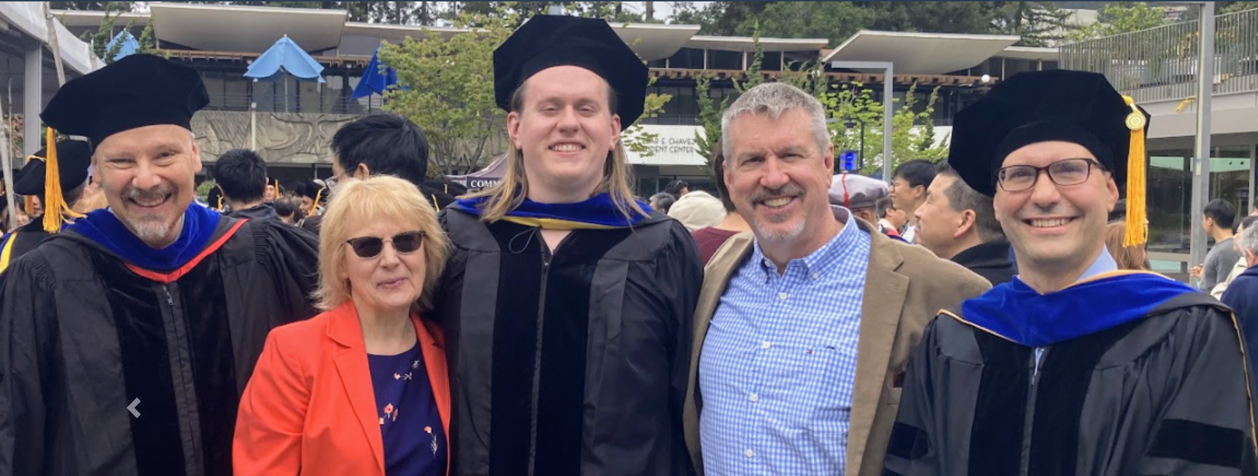 E. CHAVEZ
DENT CENTER
COMM